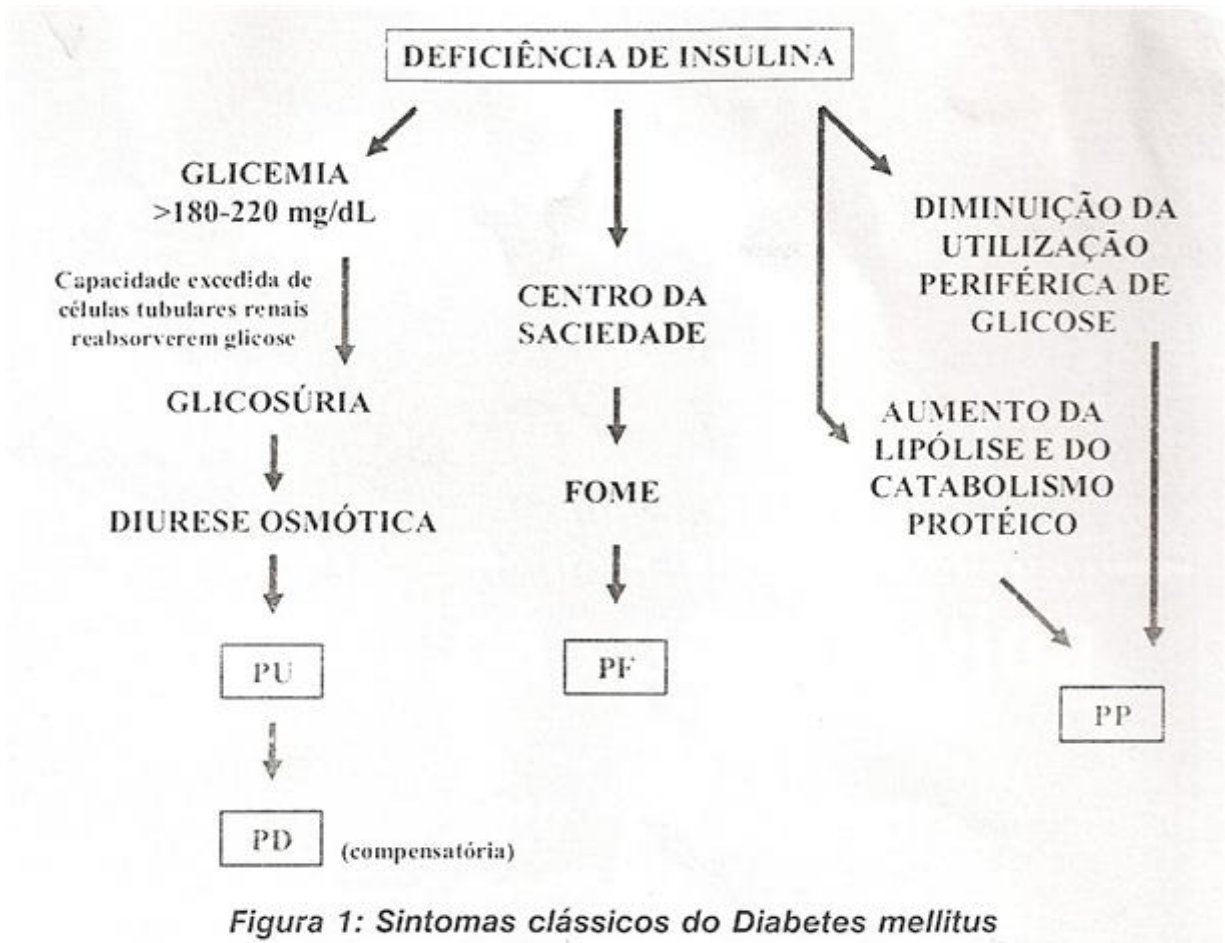 DEFICIÊNCIA DE INSULINA
GLICEMIA
>180-220 mg/dL
Capacidade excedida de
células tubulares renais
reabsorverem glicose
GLICOSÚRIA
DIURESE OSMÓTICA
PU
PD
(compensatória)
CENTRO DA
SACIEDADE
FOME
PF
DIMINUIÇÃO DA
UTILIZAÇÃO
PERIFÉRICA DE
GLICOSE
AUMENTO DA
LIPÓLISE E DO
CATABOLISMO
PROTÉICO
PP
Figura 1: Sintomas clássicos do Diabetes mellitus